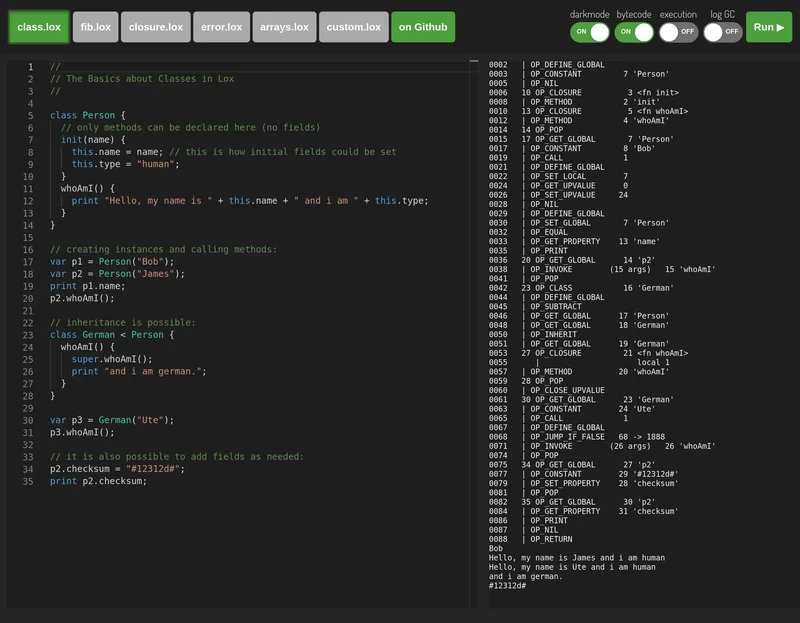 class.lox fib.lox closure.lox error.lox arrays.lox custom.lox on Github
darkmode bytecode execution log GC
ON ON OFF OFF Run ▶
1 //
2 // The Basics about Classes in Lox
3 //
4
5 class Person {
6 // only methods can be declared here (no fields)
7 init(name) {
8 this.name = name; // this is how initial fields could be set
9 this.type = "human";
10 }
11 whoAmI() {
12 print "Hello, my name is " + this.name + " and i am " + this.type;
13 }
14 }
15
16 // creating instances and calling methods:
17 var p1 = Person("Bob");
18 var p2 = Person("James");
19 print p1.name;
20 p2.whoAmI();
21
22 // inheritance is possible:
23 class German < Person {
24 whoAmI() {
25 super.whoAmI();
26 print "and i am german.";
27 }
28 }
29
30 var p3 = German("Ute");
31 p3.whoAmI();
32
33 // it is also possible to add fields as needed:
34 p2.checksum = "#12312d#";
35 print p2.checksum;
0002 | OP_DEFINE_GLOBAL
0003 | OP_CONSTANT 7 'Person'
0005 | OP_NIL
0006 10 OP_CLOSURE 3 <fn init>
0008 | OP_METHOD 2 'init'
0010 13 OP_CLOSURE 5 <fn whoAmI>
0012 | OP_METHOD 4 'whoAmI'
0014 14 OP_POP
0015 17 OP_GET_GLOBAL 7 'Person'
0017 | OP_CONSTANT 8 'Bob'
0019 | OP_CALL 1
0021 | OP_DEFINE_GLOBAL
0022 | OP_SET_LOCAL 7
0024 | OP_GET_UPVALUE 0
0026 | OP_SET_UPVALUE 24
0028 | OP_NIL
0029 | OP_DEFINE_GLOBAL
0030 | OP_SET_GLOBAL 7 'Person'
0032 | OP_EQUAL
0033 | OP_GET_PROPERTY 13 'name'
0035 | OP_PRINT
0036 20 OP_GET_GLOBAL 14 'p2'
0038 | OP_INVOKE (15 args) 15 'whoAmI'
0041 | OP_POP
0042 23 OP_CLASS 16 'German'
0044 | OP_DEFINE_GLOBAL
0045 | OP_SUBTRACT
0046 | OP_GET_GLOBAL 17 'Person'
0048 | OP_GET_GLOBAL 18 'German'
0050 | OP_INHERIT
0051 | OP_GET_GLOBAL 19 'German'
0053 27 OP_CLOSURE 21 <fn whoAmI>
0055 | local 1
0057 | OP_METHOD 20 'whoAmI'
0059 28 OP_POP
0060 | OP_CLOSE_UPVALUE
0061 30 OP_GET_GLOBAL 23 'German'
0063 | OP_CONSTANT 24 'Ute'
0065 | OP_CALL 1
0067 | OP_DEFINE_GLOBAL
0068 | OP_JUMP_IF_FALSE 68 -> 1888
0071 | OP_INVOKE (26 args) 26 'whoAmI'
0074 | OP_POP
0075 34 OP_GET_GLOBAL 27 'p2'
0077 | OP_CONSTANT 29 '#12312d#'
0079 | OP_SET_PROPERTY 28 'checksum'
0081 | OP_POP
0082 35 OP_GET_GLOBAL 30 'p2'
0084 | OP_GET_PROPERTY 31 'checksum'
0086 | OP_PRINT
0087 | OP_NIL
0088 | OP_RETURN
Bob
Hello, my name is James and i am human
Hello, my name is Ute and i am human
and i am german.
#12312d#